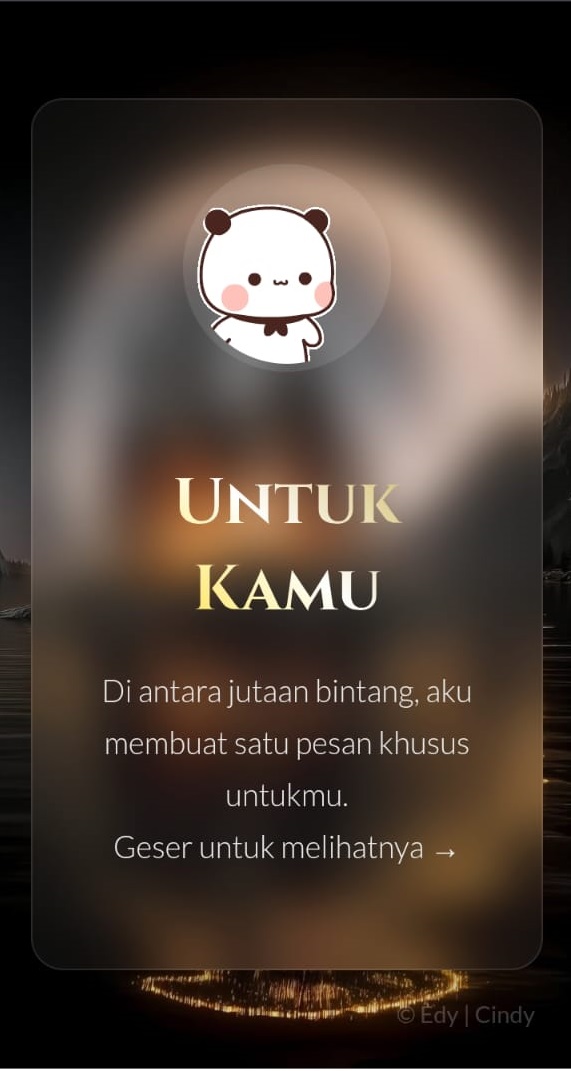 Untuk
Kamu
Di antara jutaan bintang, aku
membuat satu pesan khusus
untukmu.
Geser untuk melihatnya →
© Edy | Cindy